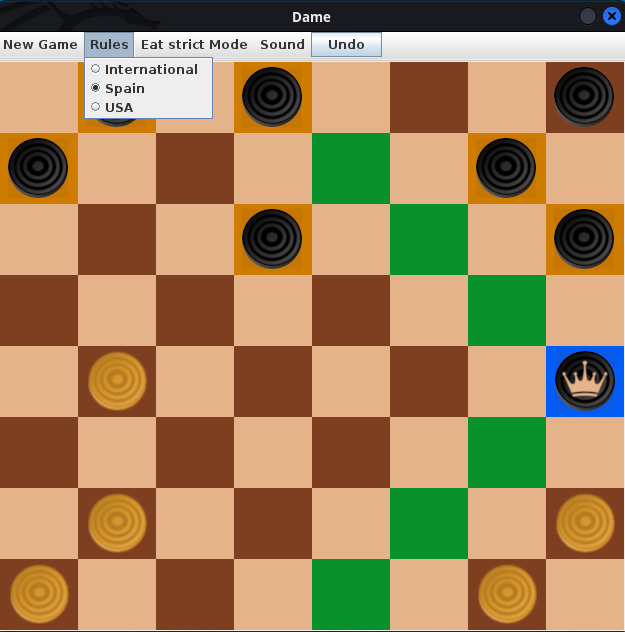 Dame
New Game Rules Eat strict Mode Sound Undo
International
Spain
USA